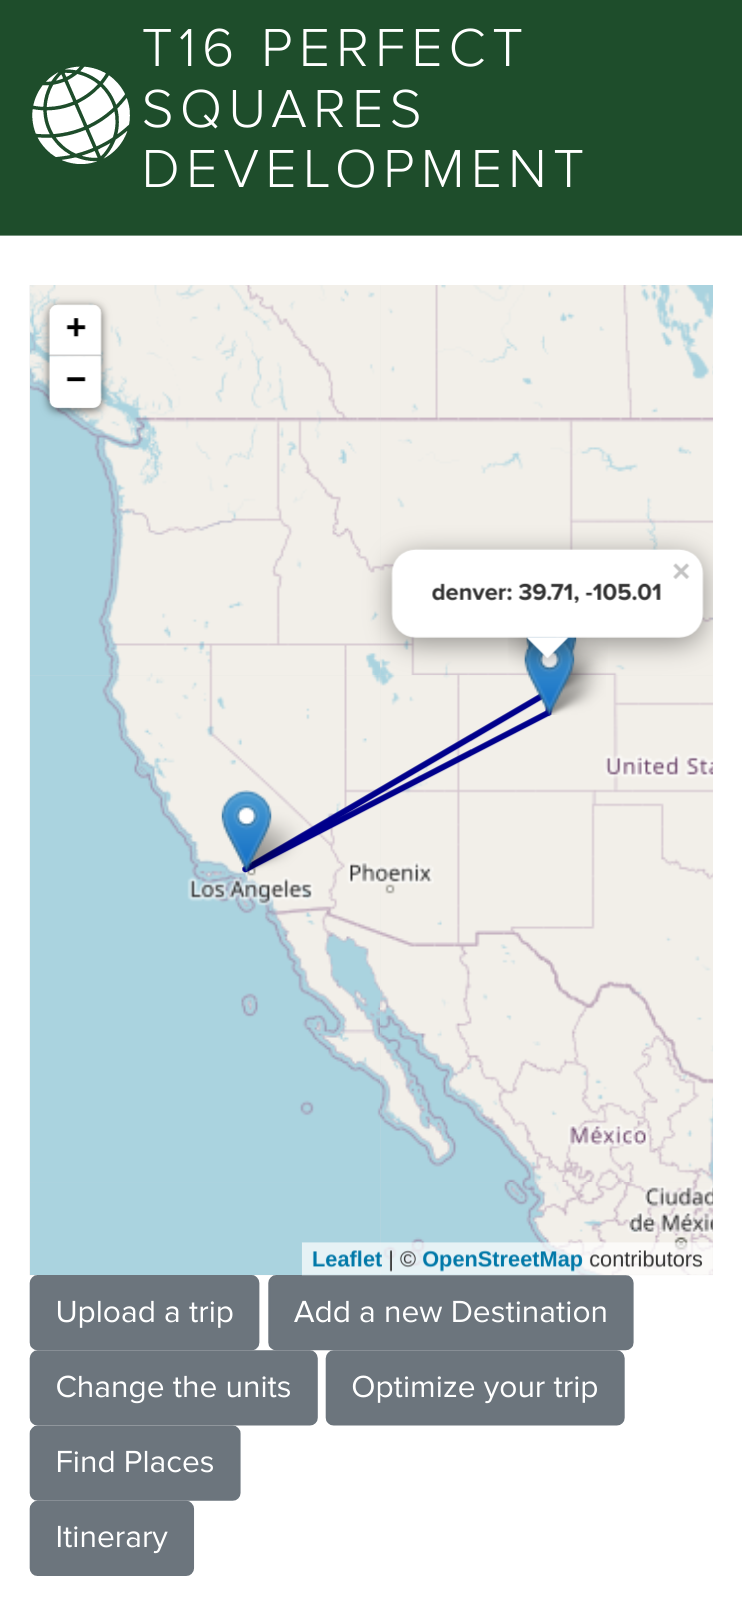 T16 PERFECT
SQUARES
DEVELOPMENT
+
−
denver: 39.71, -105.01
×
United Sta
Los Angeles
Phoenix
México
Ciudad
de Méxi
Leaflet | © OpenStreetMap contributors
Upload a trip
Add a new Destination
Change the units
Optimize your trip
Find Places
Itinerary